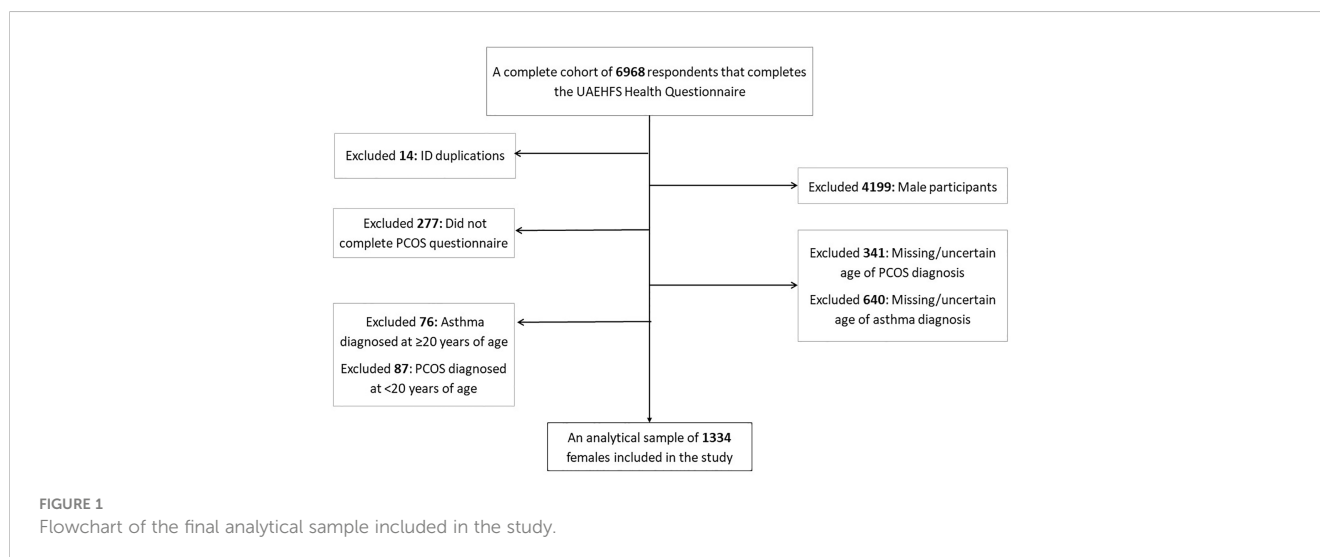 A complete cohort of 6968 respondents that completes
the UAEHFS Health Questionnaire
Excluded 14: ID duplications
Excluded 4199: Male participants
Excluded 277: Did not
complete PCOS questionnaire
Excluded 341: Missing/uncertain
age of PCOS diagnosis
Excluded 640: Missing/uncertain
age of asthma diagnosis
Excluded 76: Asthma
diagnosed at ≥20 years of age
Excluded 87: PCOS diagnosed
at <20 years of age
An analytical sample of 1334
females included in the study
FIGURE 1
Flowchart of the final analytical sample included in the study.